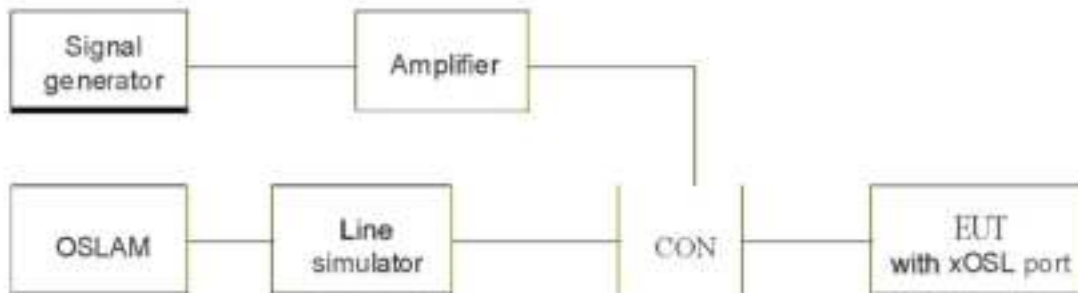 Signal
generator
Amplifier
OSLAM
Line
simulator
CON
EUT
with xOSL port